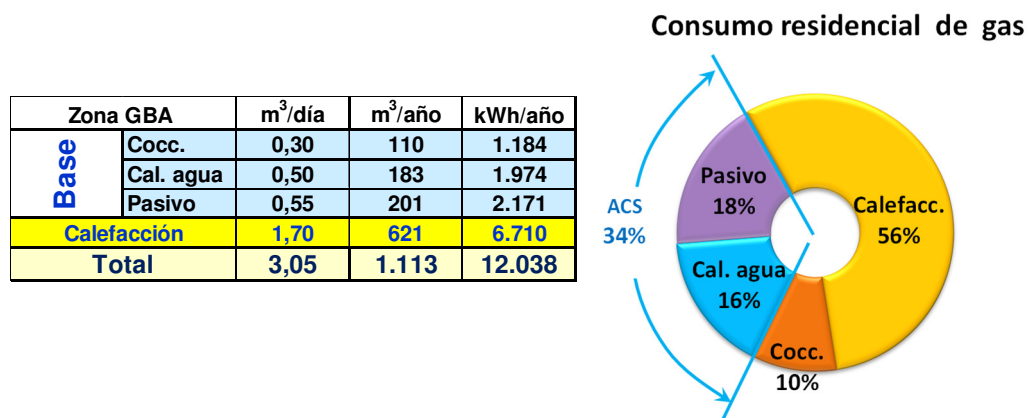 Consumo residencial de gas
Zona GBA m³/día m³/año kWh/año
Base
Cocc. 0,30 110 1.184
Cal. agua 0,50 183 1.974
Pasivo 0,55 201 2.171
Calefacción 1,70 621 6.710
Total 3,05 1.113 12.038
ACS
34%
Pasivo
18%
Calefacc.
56%
Cal. agua
16%
Cocc.
10%